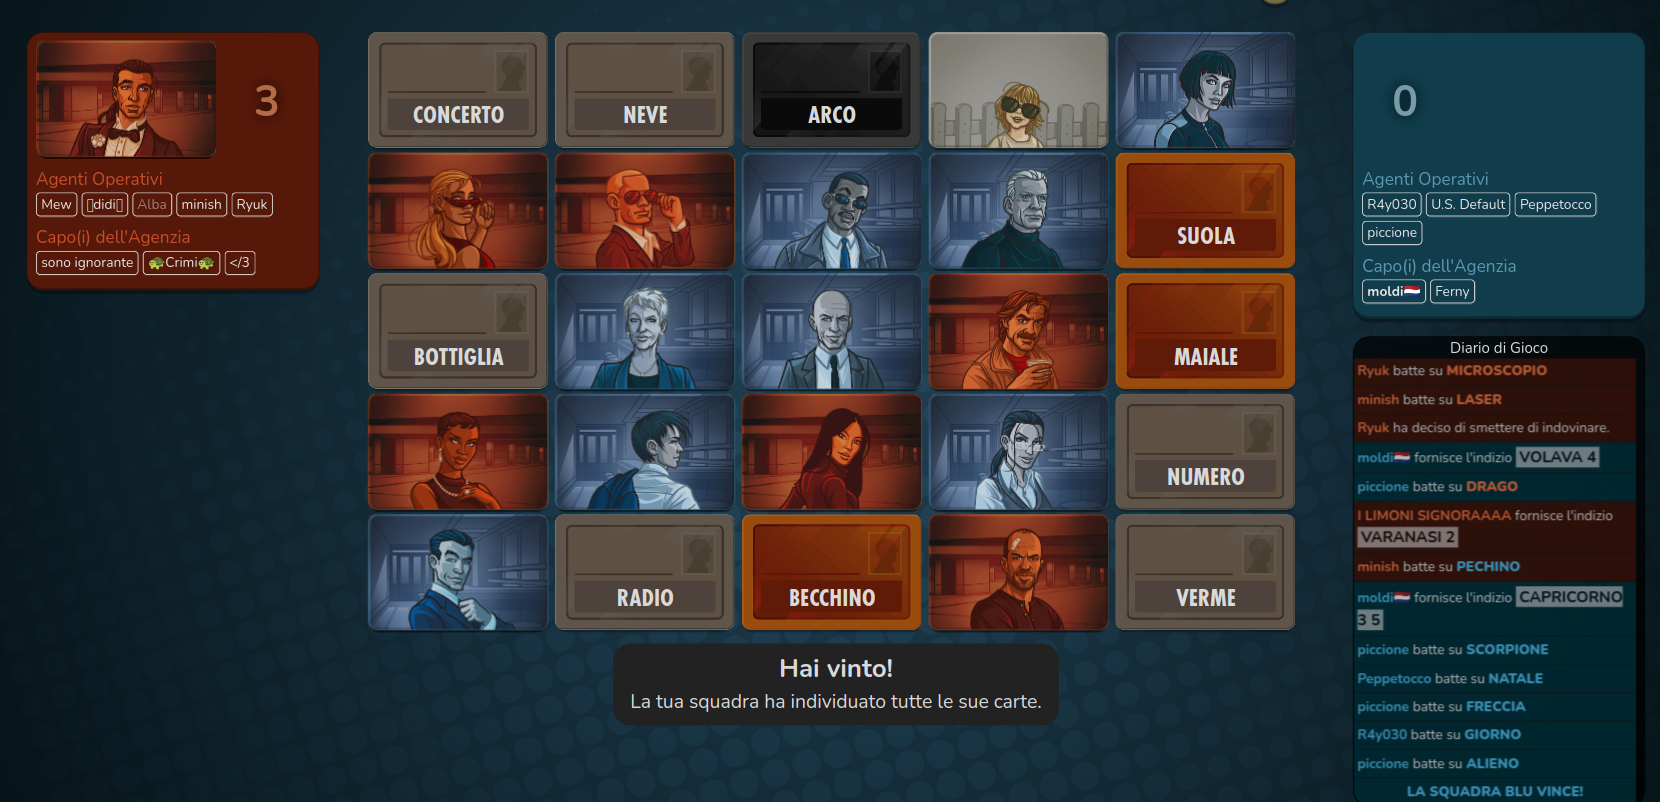 3
Agenti Operativi
Mew didi Alba minish Ryuk
Capo(i) dell'Agenzia
sono ignorante 🐢Crimi🐢 </3
CONCERTO NEVE ARCO
SUOLA
BOTTIGLIA MAIALE
NUMERO
RADIO BECCHINO VERME
Hai vinto!
La tua squadra ha individuato tutte le sue carte.
0
Agenti Operativi
R4y030 U.S. Default Peppetocco
piccione
Capo(i) dell'Agenzia
moldi🇳🇱 Ferny
Diario di Gioco
Ryuk batte su MICROSCOPIO
minish batte su LASER
Ryuk ha deciso di smettere di indovinare.
moldi🇳🇱 fornisce l'indizio VOLAVA 4
piccione batte su DRAGO
I LIMONI SIGNORAAAA fornisce l'indizio
VARANASI 2
minish batte su PECHINO
moldi🇳🇱 fornisce l'indizio CAPRICORNO
3 5
piccione batte su SCORPIONE
Peppetocco batte su NATALE
piccione batte su FRECCIA
R4y030 batte su GIORNO
piccione batte su ALIENO
LA SQUADRA BLU VINCE!